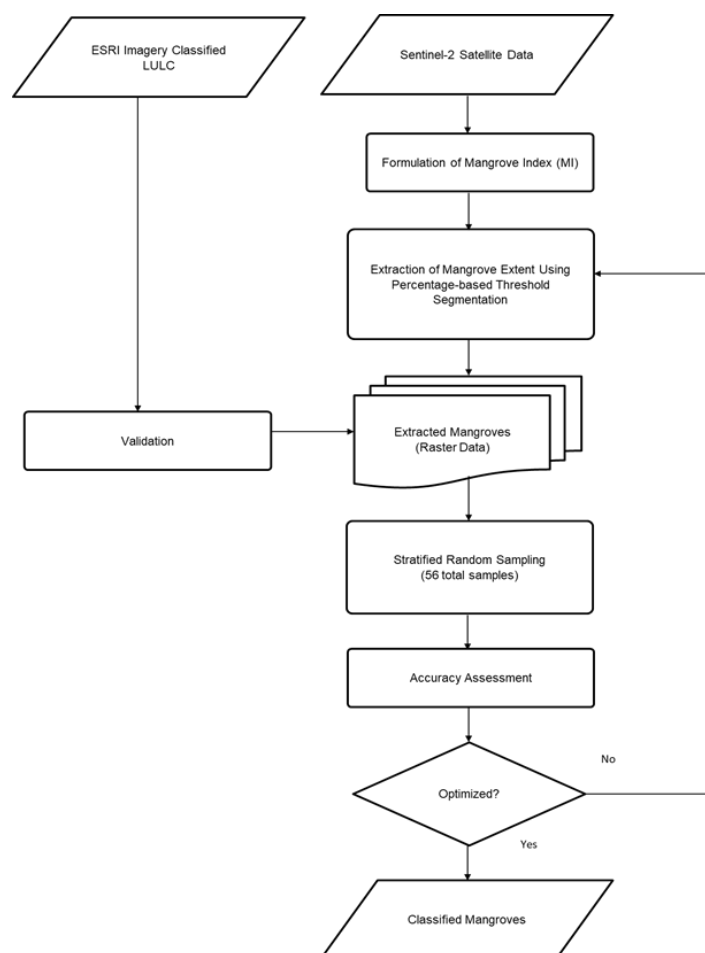 ESRI Imagery Classified
LULC
Sentinel-2 Satellite Data
Formulation of Mangrove Index (MI)
Extraction of Mangrove Extent Using
Percentage-based Threshold
Segmentation
Validation
Extracted Mangroves
(Raster Data)
Stratified Random Sampling
(56 total samples)
Accuracy Assessment
Optimized?
No
Yes
Classified Mangroves